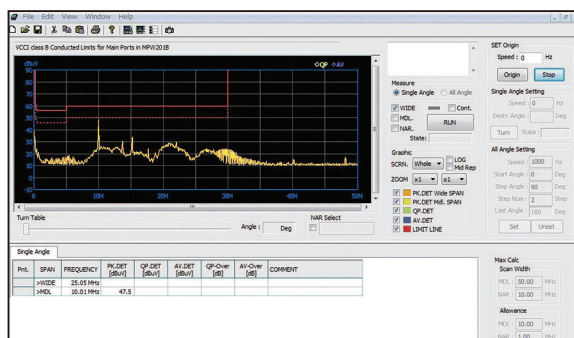 File Edit View Window Help
VCCI class B Conducted Limits for Main Ports in MPW201B
dBuV
QP AV
90
80
70
60
50
40
30
20
10
0
-10
0 10M 20M 30M 40M 50M
Turn Table
Angle : Deg
NAR Select
Measure
Single Angle All Angle
WIDE Cont.
MDL.
NAR. RUN
State:
Graphic
SCRN. Whole LOG
Mid Rep
ZOOM x1 x1
PK.DET Wide SPAN
PK.DET Mdl. SPAN
QP.DET
AV.DET
LIMIT LINE
SET Origin
Speed : 0 Hz
Origin Stop
Single Angle Setting
Speed : 0 Hz
Destn Angle : Deg
Turn State
All Angle Setting
Speed 1000 Hz
Start Angle 0 Deg
Step Angle 90 Deg
Step Num : 2 Step
Last Angle : 180 Deg
Set Unset
Single Angle
Pnt. SPAN FREQUENCY PK.DET [dBuV] QP.DET [dBuV] AV.DET [dBuV] QP-Over [dB] AV-Over [dB] COMMENT
>WIDE 25.05 MHz
>MDL 10.01 MHz 47.5
Max Calc
Scan Width
MDL : 50.00 MHz
NAR : 10.00 MHz
Allowance
MDL : 10.00 MHz
NAR : 1.00 MHz